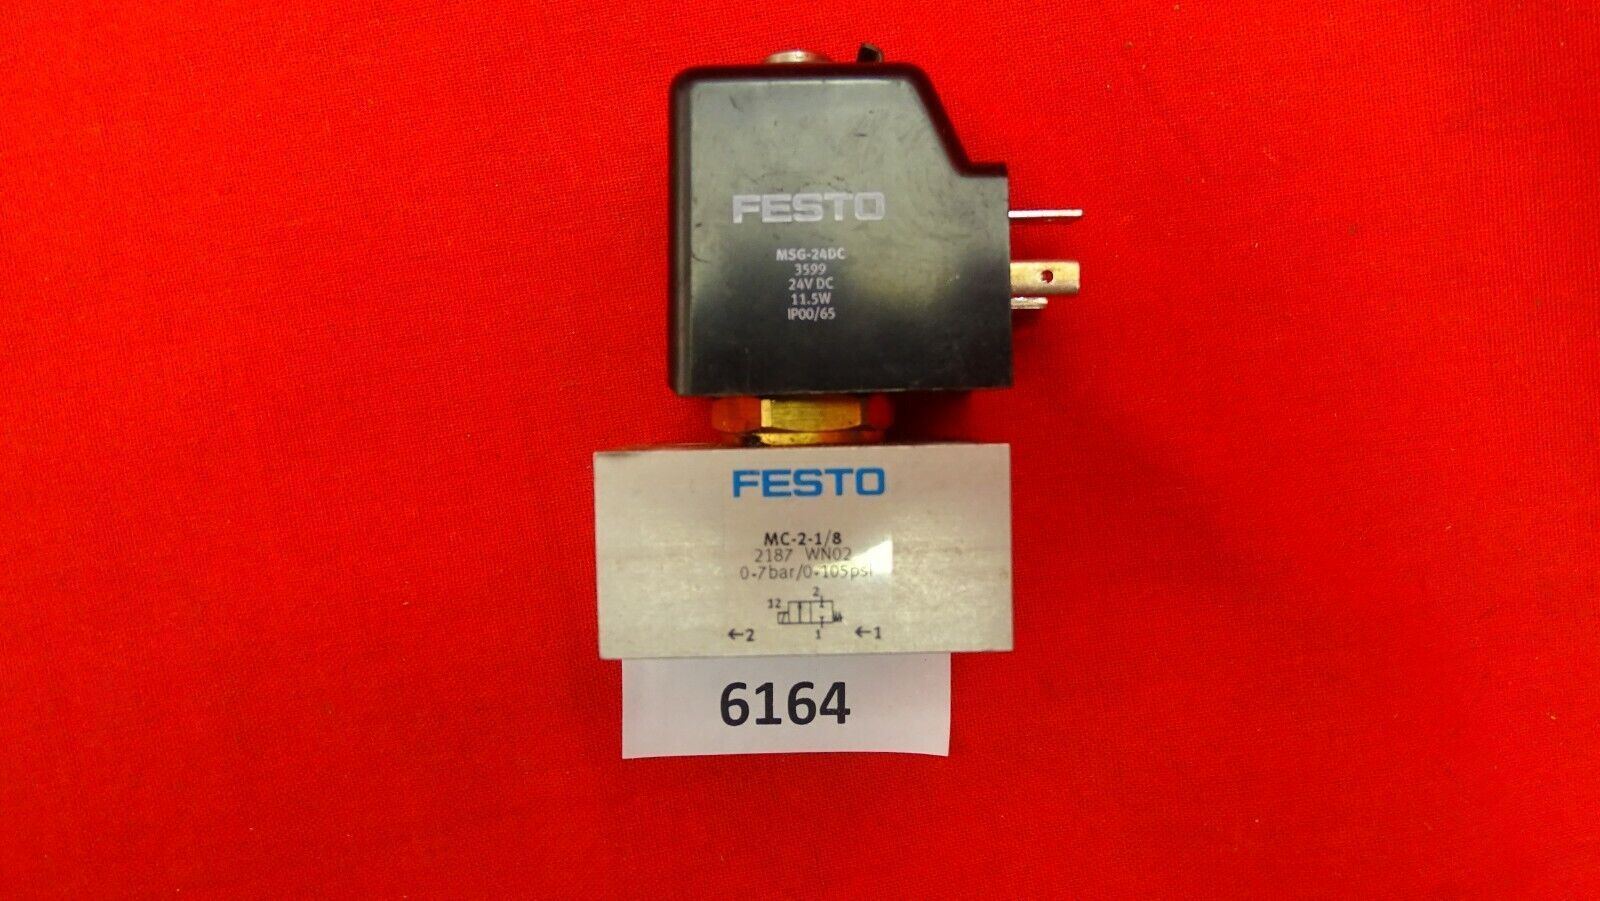 FESTO
MSG-24DC
3599
24V DC
11.5W
IP00/65
FESTO
MC-2-1/8
2187 WN02
0-7bar/0-105psi
2
12
1
←2 ←1
6164